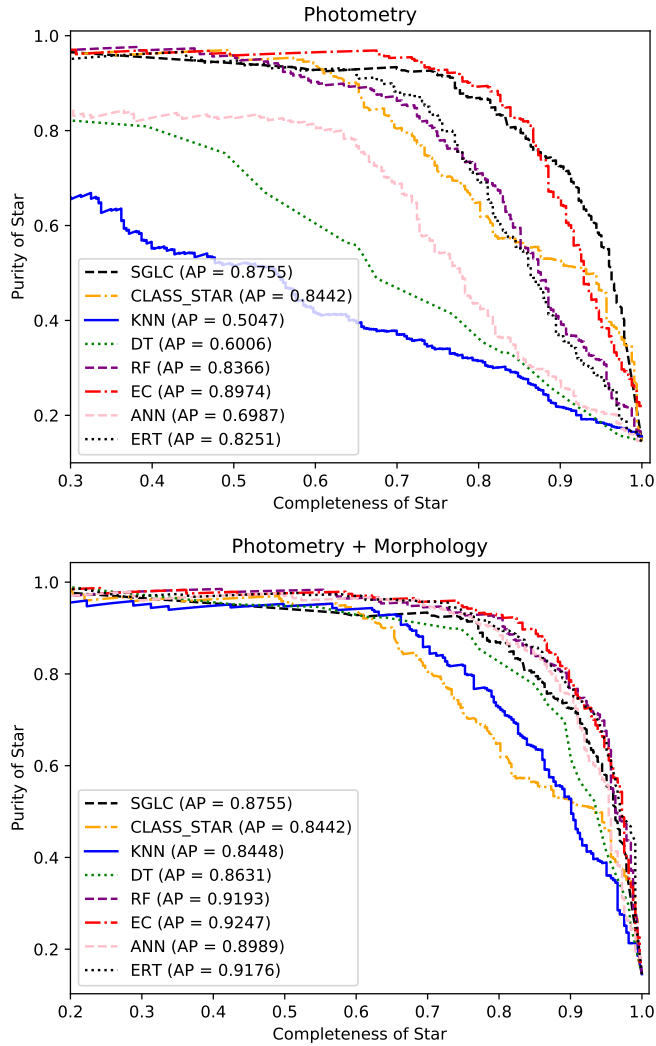 Photometry
1.0
0.8
0.6
0.4
0.2
Purity of Star
SGLC (AP = 0.8755)
CLASS_STAR (AP = 0.8442)
KNN (AP = 0.5047)
DT (AP = 0.6006)
RF (AP = 0.8366)
EC (AP = 0.8974)
ANN (AP = 0.6987)
ERT (AP = 0.8251)
0.3 0.4 0.5 0.6 0.7 0.8 0.9 1.0
Completeness of Star
Photometry + Morphology
1.0
0.8
0.6
0.4
0.2
Purity of Star
SGLC (AP = 0.8755)
CLASS_STAR (AP = 0.8442)
KNN (AP = 0.8448)
DT (AP = 0.8631)
RF (AP = 0.9193)
EC (AP = 0.9247)
ANN (AP = 0.8989)
ERT (AP = 0.9176)
0.2 0.3 0.4 0.5 0.6 0.7 0.8 0.9 1.0
Completeness of Star